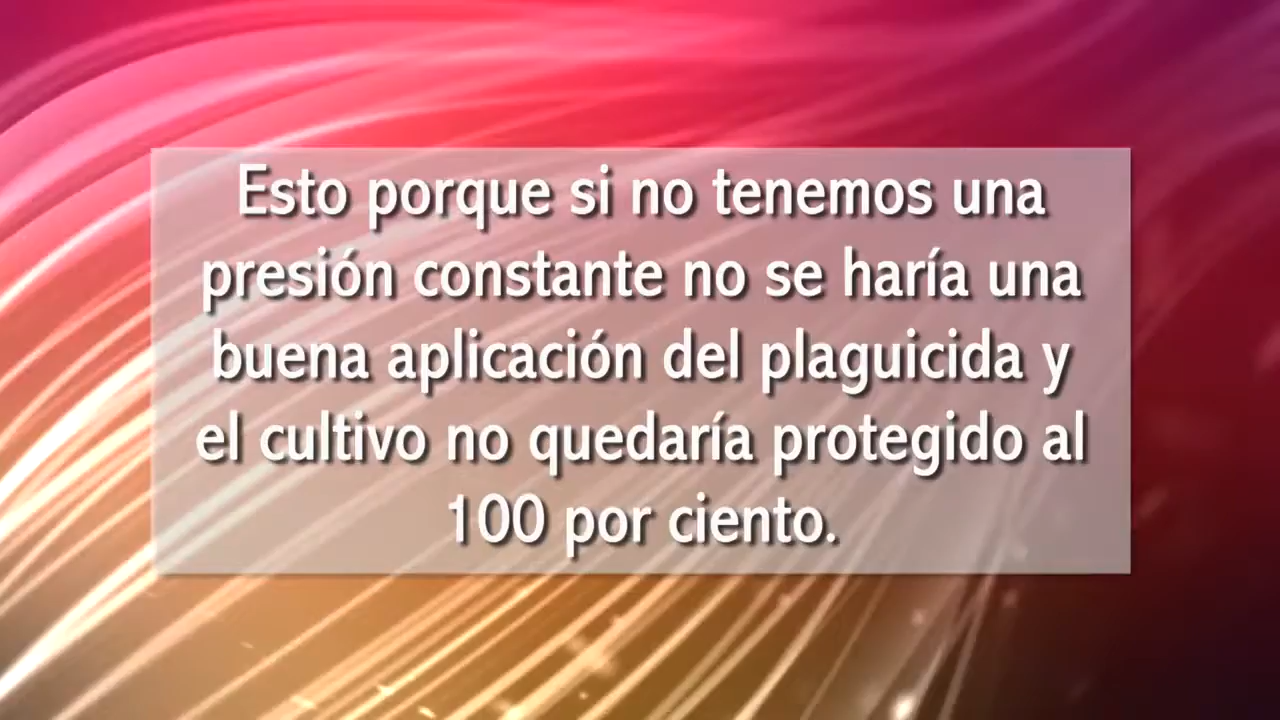 Esto porque si no tenemos una
presión constante no se haría una
buena aplicación del plaguicida y
el cultivo no quedaría protegido al
100 por ciento.